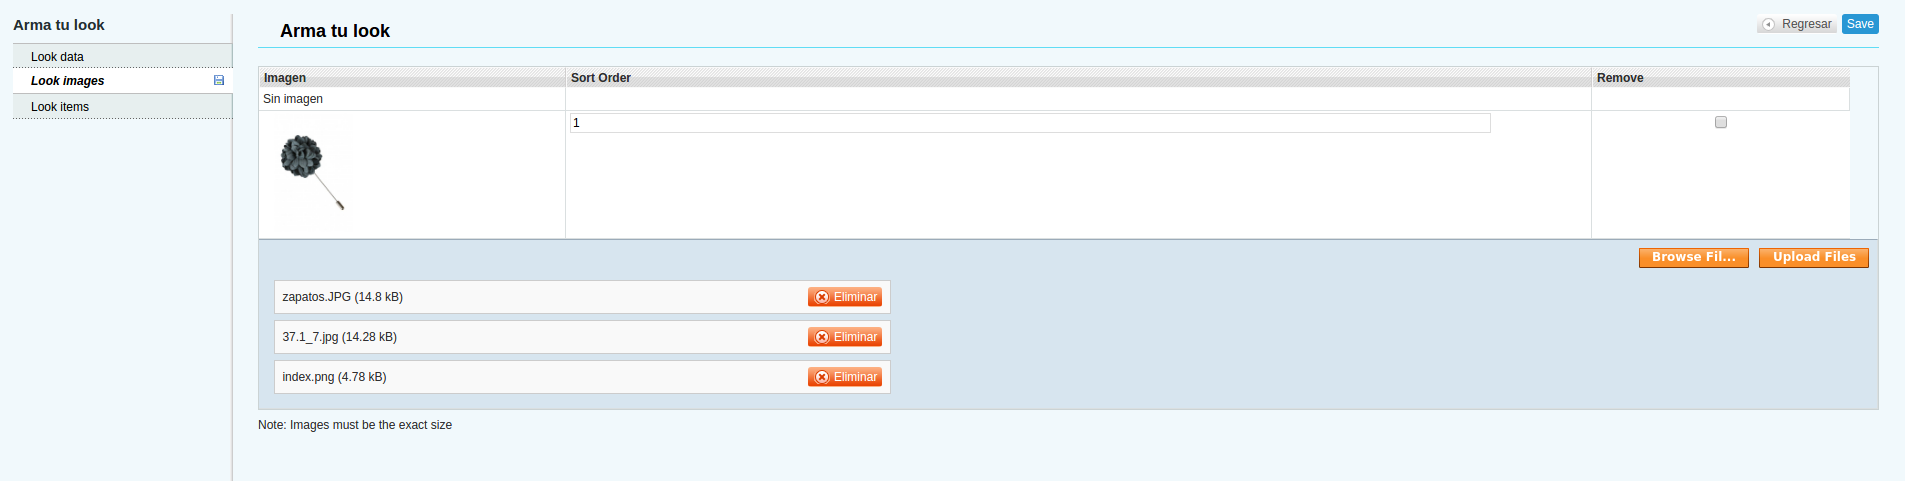 Arma tu look
Look data
Look images
Look items
Arma tu look
Regresar
Save
Imagen Sort Order Remove
Sin imagen
1
Browse Fil...
Upload Files
zapatos.JPG (14.8 kB) Eliminar
37.1_7.jpg (14.28 kB) Eliminar
index.png (4.78 kB) Eliminar
Note: Images must be the exact size